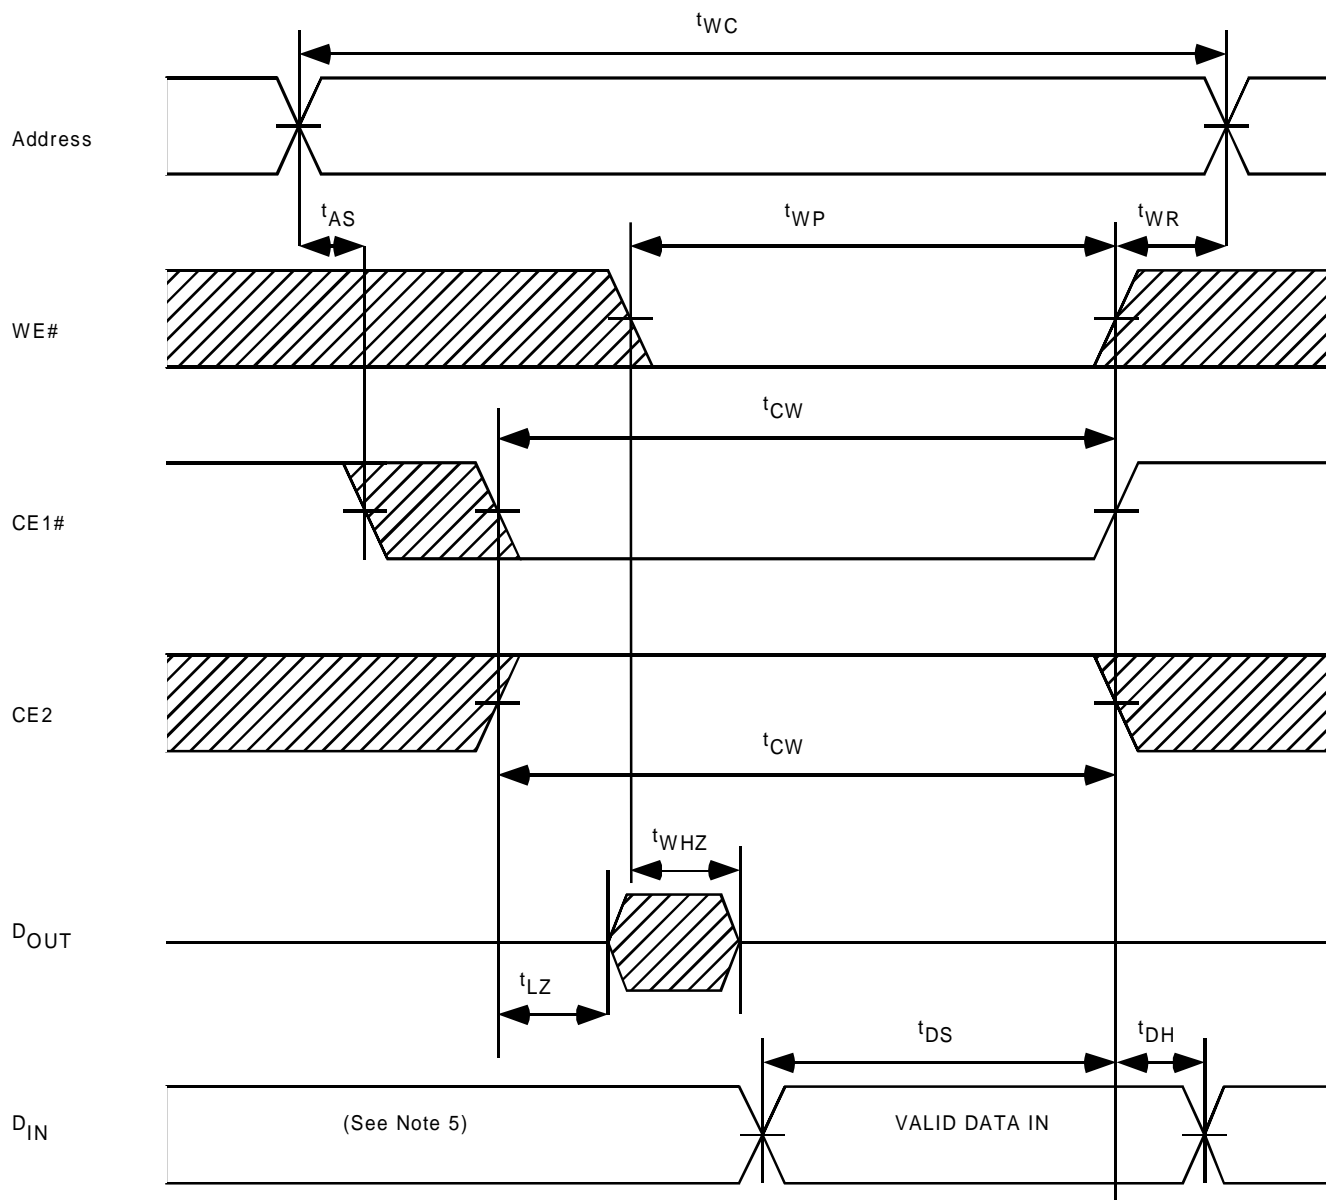 tWC
Address
tAS
tWP
tWR
WE#
tCW
CE1#
CE2
tCW
tWHZ
DOUT
tLZ
tDS
tDH
DIN
(See Note 5)
VALID DATA IN